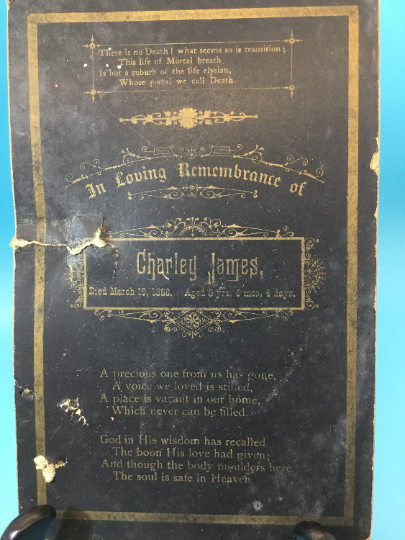 There is no Death! what seems so is transition;
This life of Mortal breath
Is but a suburb of the life elysian,
Whose portal we call Death.
In Loving Remembrance of
Charley James,
Died March 19, 1888. Aged yrs, mos, 4 days.
A precious one from us has gone,
A voice we loved is stilled,
A place is vacant in our home,
Which never can be filled.
God in His wisdom has recalled
The boon His love had given;
And though the body moulders here
The soul is safe in Heaven.